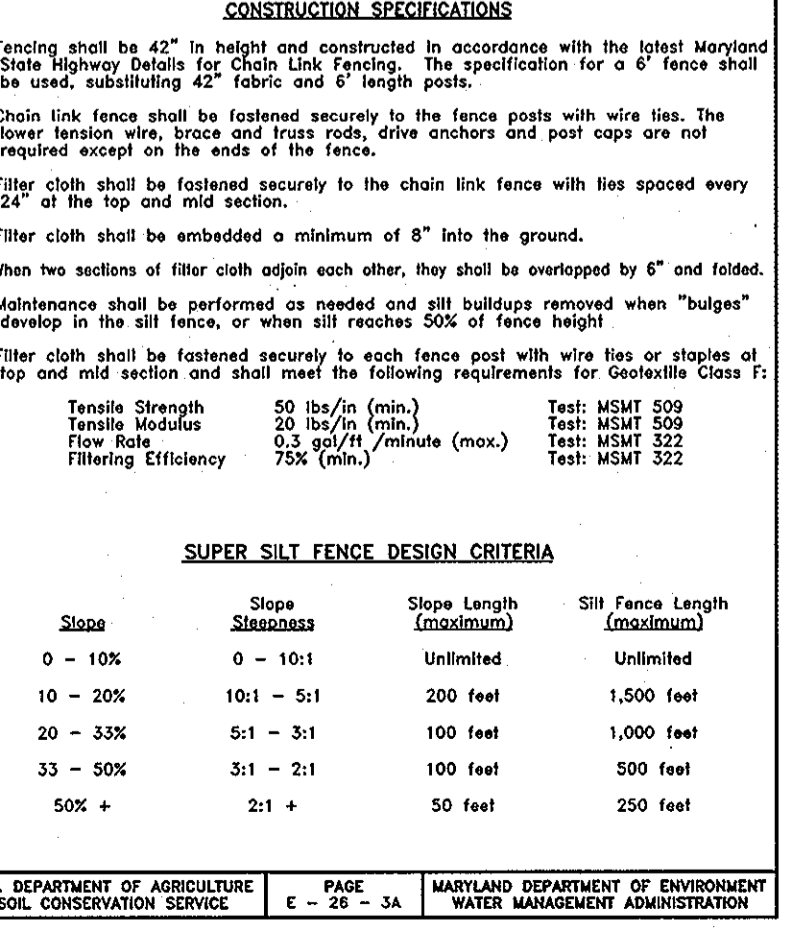 CONSTRUCTION SPECIFICATIONS
encing shall be 42" in height and constructed in accordance with the latest Maryland
State Highway Details for Chain Link Fencing. The specification for a 6' fence shall
be used, substituting 42" fabric and 6' length posts.
Chain link fence shall be fastened securely to the fence posts with wire ties. The
lower tension wire, brace and truss rods, drive anchors and post caps are not
required except on the ends of the fence.
Filter cloth shall be fastened securely to the chain link fence with ties spaced every
24" at the top and mid section.
Filter cloth shall be embedded a minimum of 8" into the ground.
When two sections of filter cloth adjoin each other, they shall be overlapped by 6" and folded.
Maintenance shall be performed as needed and silt buildups removed when "bulges"
develop in the silt fence, or when silt reaches 50% of fence height
Filter cloth shall be fastened securely to each fence post with wire ties or staples at
top and mid section and shall meet the following requirements for Geotextile Class F:
Tensile Strength 50 lbs/in (min.) Test: MSMT 509
Tensile Modulus 20 lbs/in (min.) Test: MSMT 509
Flow Rate 0.3 gal/ft /minute (max.) Test: MSMT 322
Filtering Efficiency 75% (min.) Test: MSMT 322
SUPER SILT FENCE DESIGN CRITERIA
Slope Slope Length Silt Fence Length
Slope Steepness (maximum) (maximum)
0 - 10% 0 - 10:1 Unlimited Unlimited
10 - 20% 10:1 - 5:1 200 feet 1,500 feet
20 - 33% 5:1 - 3:1 100 feet 1,000 feet
33 - 50% 3:1 - 2:1 100 feet 500 feet
50% + 2:1 + 50 feet 250 feet
. DEPARTMENT OF AGRICULTURE PAGE MARYLAND DEPARTMENT OF ENVIRONMENT
SOIL CONSERVATION SERVICE E - 26 - 3A WATER MANAGEMENT ADMINISTRATION